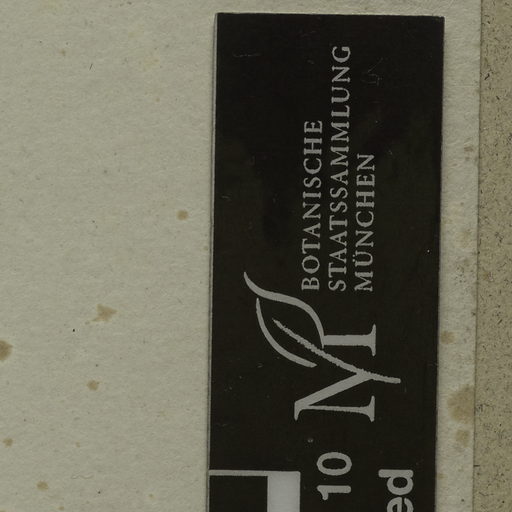 BOTANISCHE
STAATSSAMMLUNG
MÜNCHEN
M
10
ed